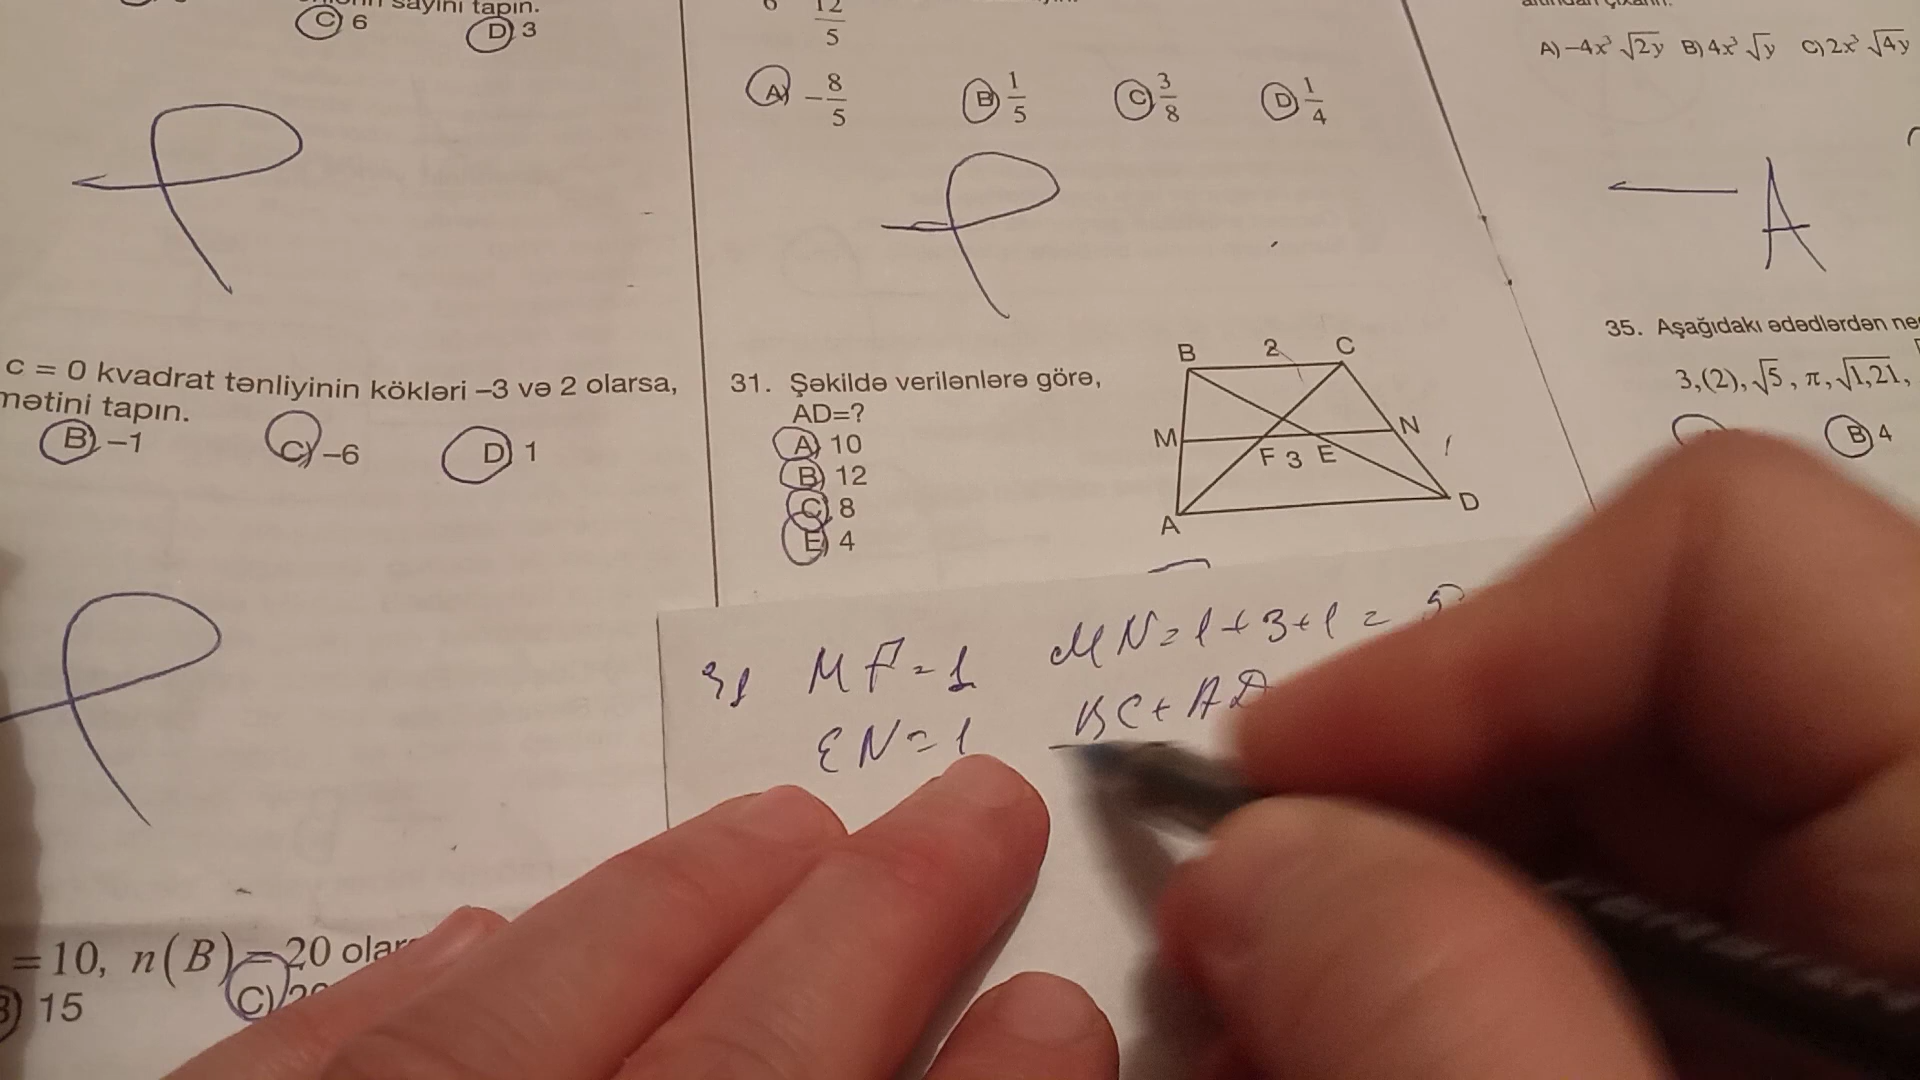 sayını tapın.
C) 6 D) 3
c = 0 kvadrat tənliyinin kökləri –3 və 2 olarsa,
mətini tapın.
B) –1 C) –6 D) 1
= 10, n(B) = 20
B) 15 C)
12/5
A) –8/5 B) 1/5 C) 3/8 D) 1/4
31. Şəkildə verilənlərə görə,
AD=?
A) 10
B) 12
C) 8
E) 4
B 2 C
M N
F 3 E
A D
31 MF = 1 MN = 1 + 3 + 1 = 5
EN = 1 BC + AD
A) –4x³ √2y B) 4x³ √y C) 2x³ √4y
A
35. Aşağıdakı ədədlərdən
3,(2), √5, π, √1,21,
B) 4